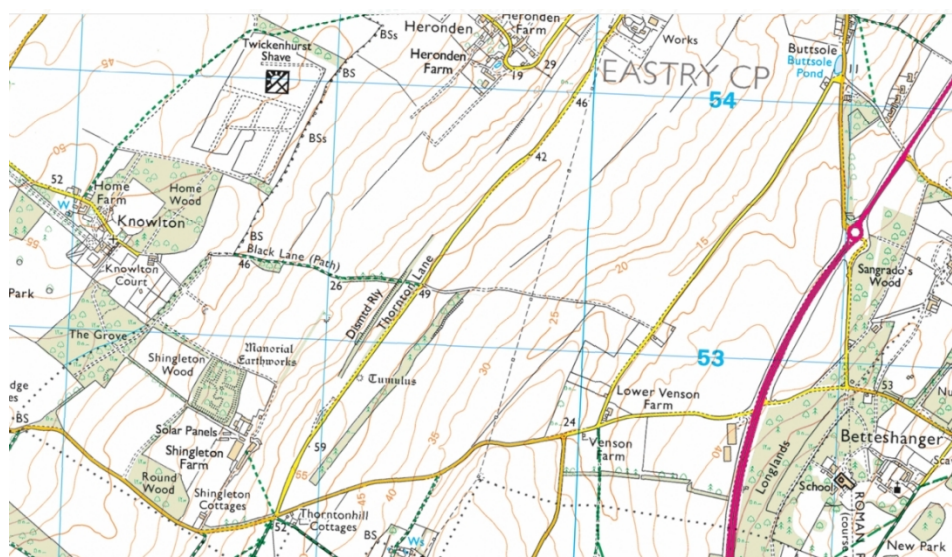 Heronden
Heronden
Farm
BSs
Works
Buttsole
Buttsole
Pond
Twickenhurst
Shave
45
BS
Heronden
Farm
19
29
EASTRY CP
46
54
BSs
42
60
52
Home
Farm
W
Home
Wood
Knowlton
15
55
BS
Black Lane (Path)
20
Knowlton
Court
46
26
49
Sangrado's
Wood
Park
Dismtd Rly
Thornton Lane
25
The Grove
Manorial
Earthworks
53
Shingleton
Wood
30
Tumulus
53
BS
Lower Venson
Farm
Solar Panels
35
24
Betteshanger
59
Venson
Farm
Shingleton
Farm
40
Longlands
Round
Wood
55
45
40
School
Shingleton
Cottages
Thorntonhill
Cottages
52
BS
Ws
ROMAN
New Park